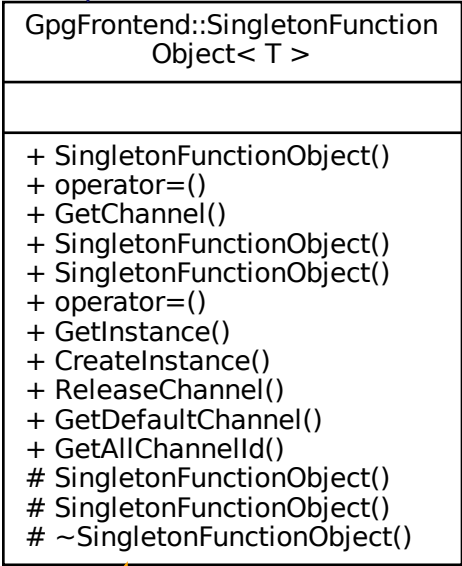 GpgFrontend::SingletonFunction
Object< T >
+ SingletonFunctionObject()
+ operator=()
+ GetChannel()
+ SingletonFunctionObject()
+ SingletonFunctionObject()
+ operator=()
+ GetInstance()
+ CreateInstance()
+ ReleaseChannel()
+ GetDefaultChannel()
+ GetAllChannelId()
# SingletonFunctionObject()
# SingletonFunctionObject()
# ~SingletonFunctionObject()